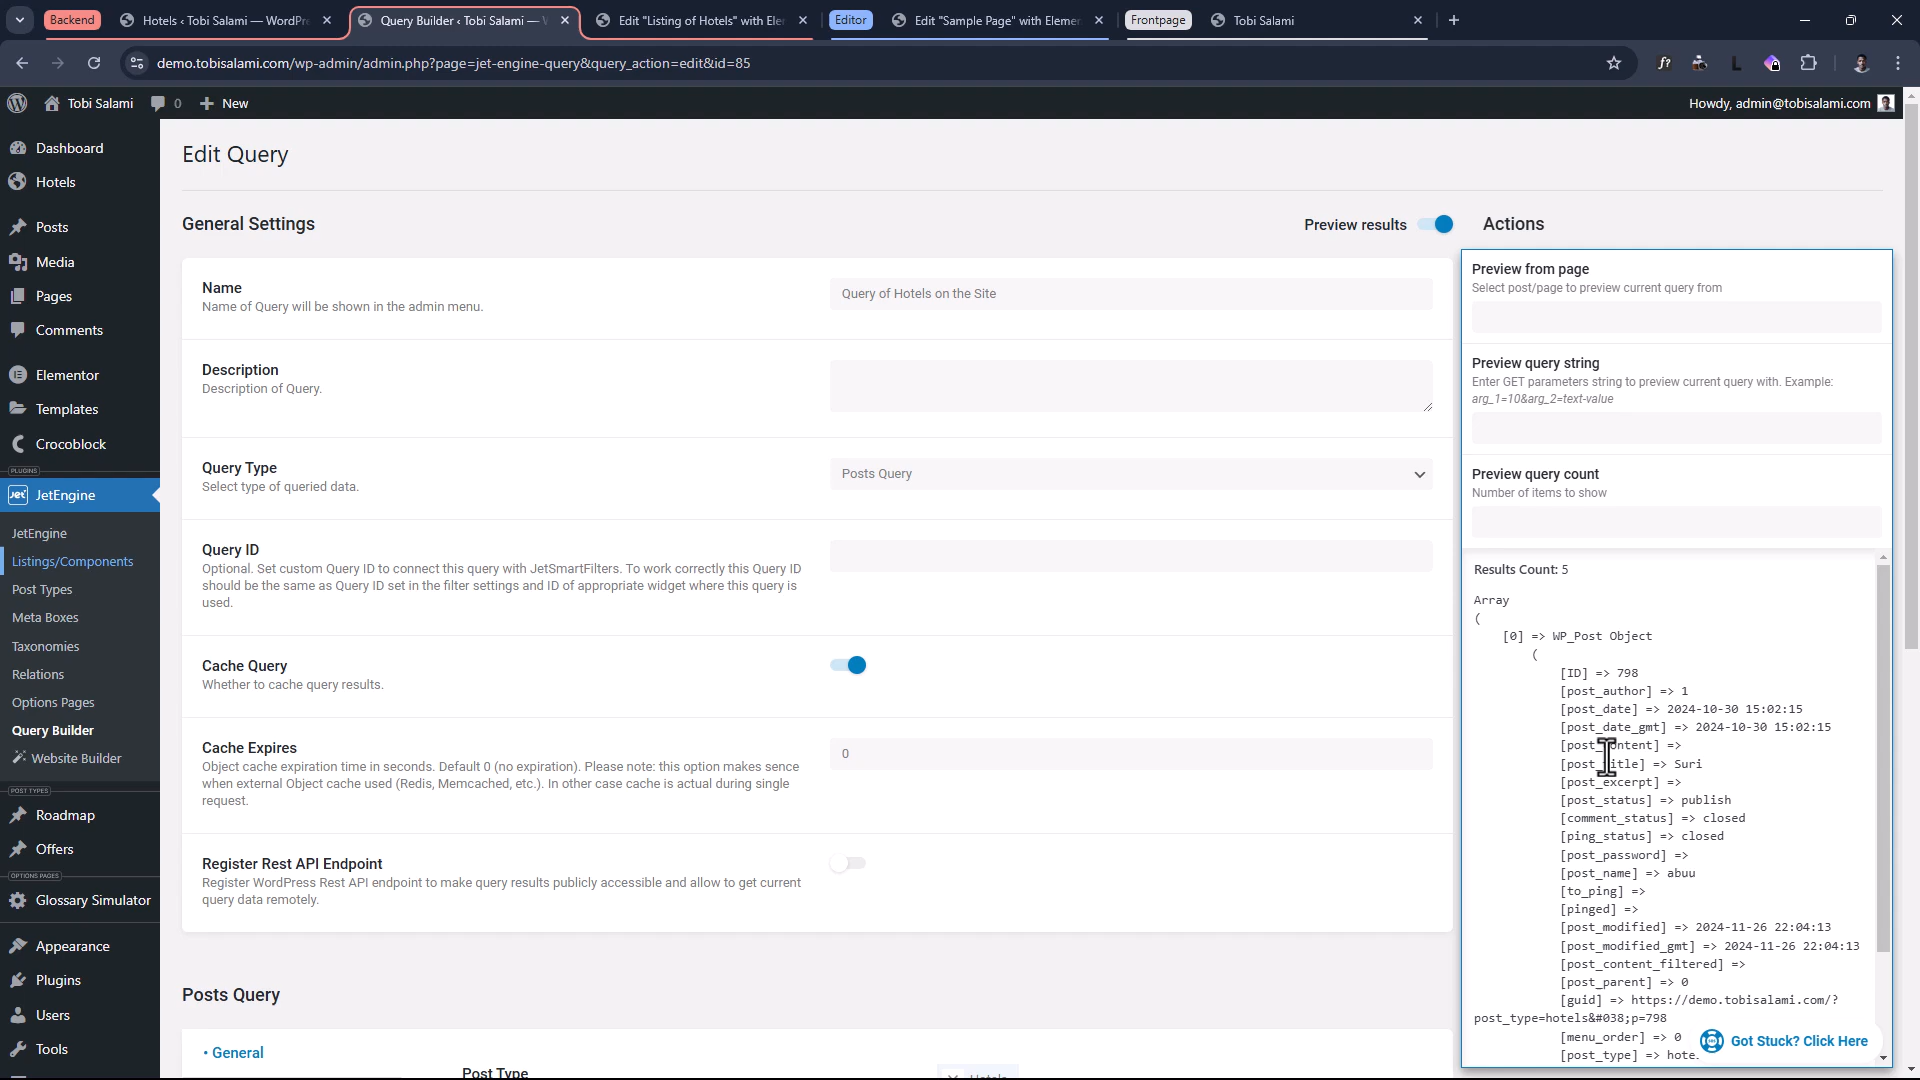 Backend
Hotels ‹ Tobi Salami — WordPr
Query Builder ‹ Tobi Salami —
Edit "Listing of Hotels" with Ele
Editor
Edit "Sample Page" with Eleme
Frontpage
Tobi Salami
demo.tobisalami.com/wp-admin/admin.php?page=jet-engine-query&query_action=edit&id=85
Tobi Salami
0
New
Howdy, admin@tobisalami.com
Dashboard
Hotels
Posts
Media
Pages
Comments
Elementor
Templates
Crocoblock
PLUGINS
JetEngine
JetEngine
Listings/Components
Post Types
Meta Boxes
Taxonomies
Relations
Options Pages
Query Builder
Website Builder
POST TYPES
Roadmap
Offers
OPTIONS PAGES
Glossary Simulator
Appearance
Plugins
Users
Tools
Edit Query
General Settings
Preview results
Name
Name of Query will be shown in the admin menu.
Query of Hotels on the Site
Description
Description of Query.
Query Type
Select type of queried data.
Posts Query
Query ID
Optional. Set custom Query ID to connect this query with JetSmartFilters. To work correctly this Query ID
should be the same as Query ID set in the filter settings and ID of appropriate widget where this query is
used.
Cache Query
Whether to cache query results.
Cache Expires
Object cache expiration time in seconds. Default 0 (no expiration). Please note: this option makes sence
when external Object cache used (Redis, Memcached, etc.). In other case cache is actual during single
request.
0
Register Rest API Endpoint
Register WordPress Rest API endpoint to make query results publicly accessible and allow to get current
query data remotely.
Posts Query
• General
Post Type
Hotels
Actions
Preview from page
Select post/page to preview current query from
Preview query string
Enter GET parameters string to preview current query with. Example:
arg_1=10&arg_2=text-value
Preview query count
Number of items to show
Results Count: 5
Array
(
[0] => WP_Post Object
(
[ID] => 798
[post_author] => 1
[post_date] => 2024-10-30 15:02:15
[post_date_gmt] => 2024-10-30 15:02:15
[post_content] =>
[post_title] => Suri
[post_excerpt] =>
[post_status] => publish
[comment_status] => closed
[ping_status] => closed
[post_password] =>
[post_name] => abuu
[to_ping] =>
[pinged] =>
[post_modified] => 2024-11-26 22:04:13
[post_modified_gmt] => 2024-11-26 22:04:13
[post_content_filtered] =>
[post_parent] => 0
[guid] => https://demo.tobisalami.com/?
post_type=hotels&#038;p=798
[menu_order] => 0
[post_type] => hote
Got Stuck? Click Here